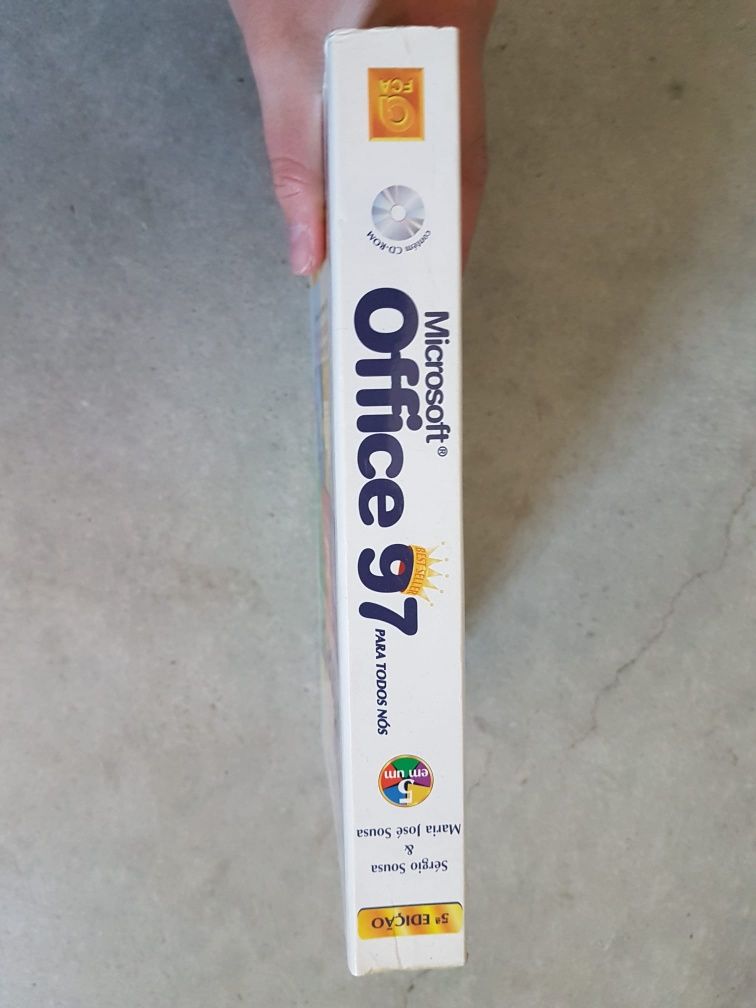 5ª EDIÇÃO
Sérgio Sousa
&
Maria José Sousa
5
em um
Microsoft®
Office 97
BEST-SELLER
PARA TODOS NÓS
contém CD-ROM
FCA